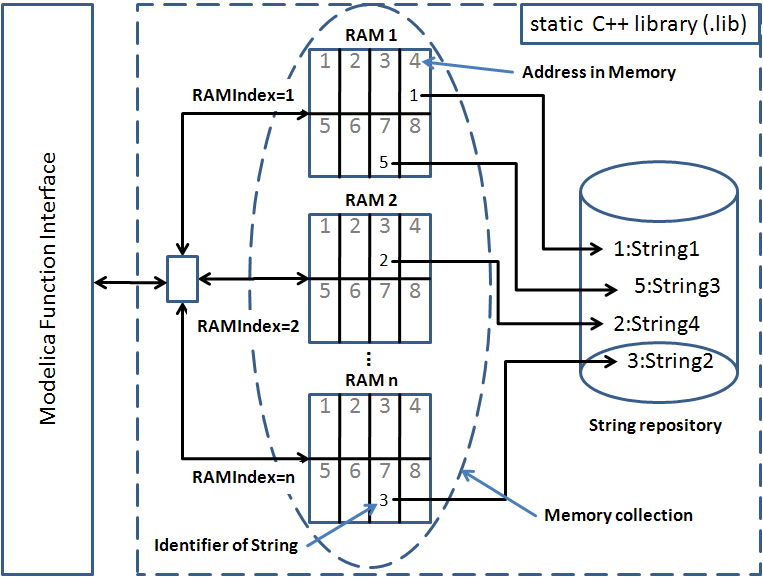 static C++ library (.lib)
RAM 1
1 2 3 4
Address in Memory
RAMIndex=1
1
5 6 7 8
5
RAM 2
1 2 3 4
1:String1
2
5:String3
5 6 7 8
RAMIndex=2
2:String4
...
3:String2
RAM n
1 2 3 4
String repository
5 6 7 8
RAMIndex=n
3
Memory collection
Identifier of String
Modelica Function Interface